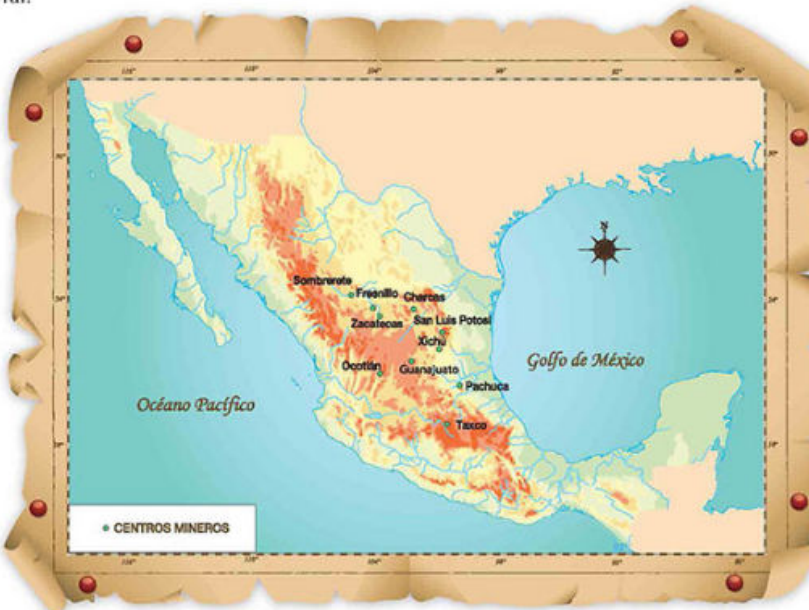 Sombrerete
Fresnillo
Charcas
Zacatecas
San Luis Potosí
Xichú
Ocotlán
Guanajuato
Pachuca
Golfo de México
Océano Pacífico
Taxco
N
CENTROS MINEROS